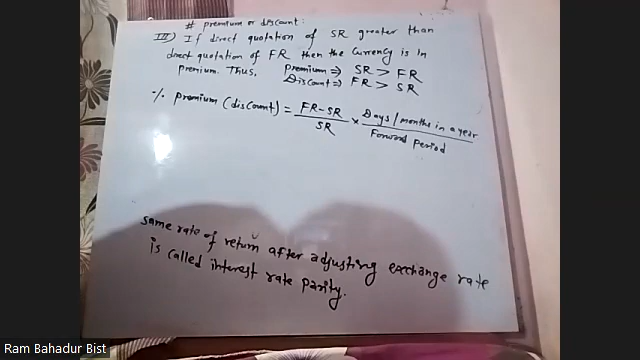 # premium or discount:
III) If direct quotation of SR greater than
direct quotation of FR then the currency is in
premium. Thus, premium => SR > FR
Discount => FR > SR
% premium (discount) = FR-SR / SR × Days/months in a year / Forward Period
same rate of return after adjusting exchange rate
is called interest rate parity.
Ram Bahadur Bist